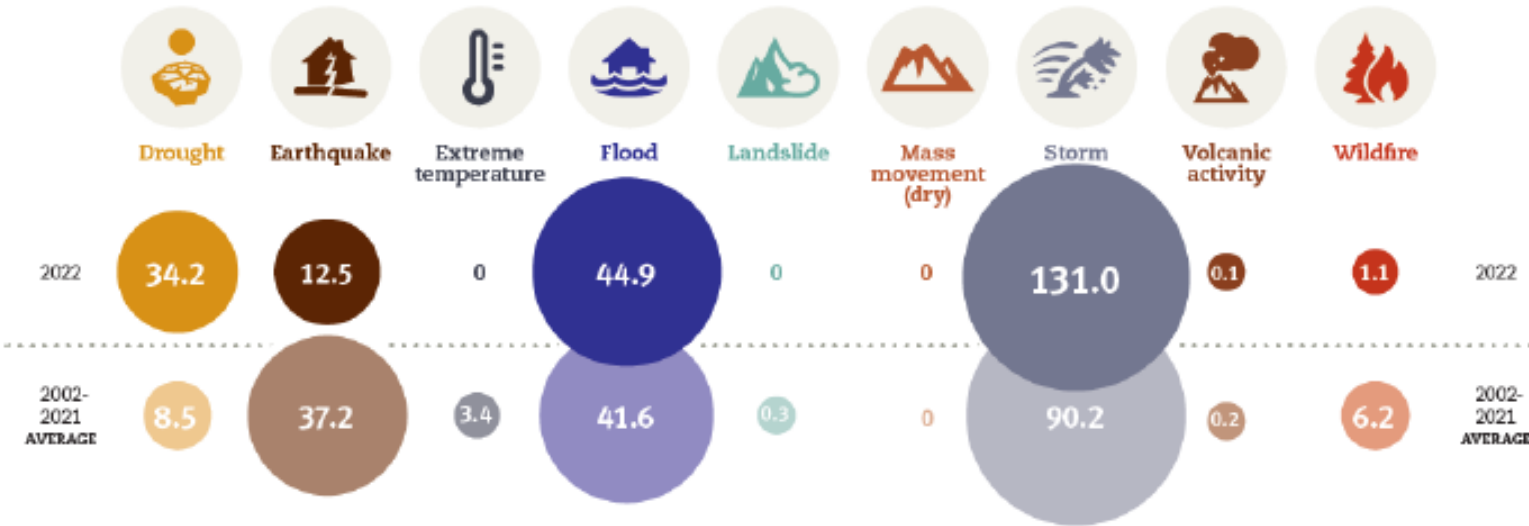 Drought Earthquake Extreme temperature Flood Landslide Mass movement (dry) Storm Volcanic activity Wildfire
2022 34.2 12.5 0 44.9 0 0 131.0 0.1 1.1 2022
2002-2021 AVERAGE 8.5 37.2 3.4 41.6 0.3 0 90.2 0.2 6.2 2002-2021 AVERAGE